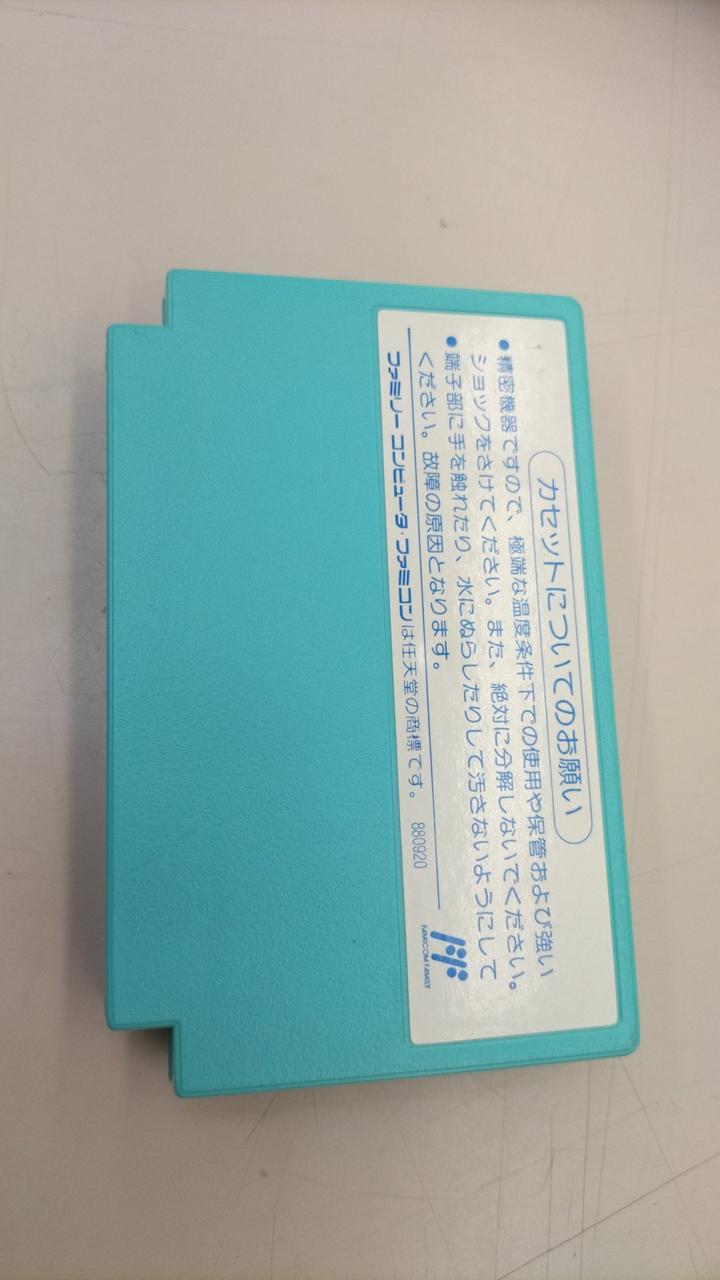 カセットについてのお願い
●精密機器ですので、極端な温度条件下での使用や保管および強い
ショックをさけてください。また、絶対に分解しないでください。
●端子部に手を触れたり、水にぬらしたりして汚さないようにして
ください。故障の原因となります。
ファミリー コンピュータ・ファミコンは任天堂の商標です。 880920
FAMICOM FAMILY